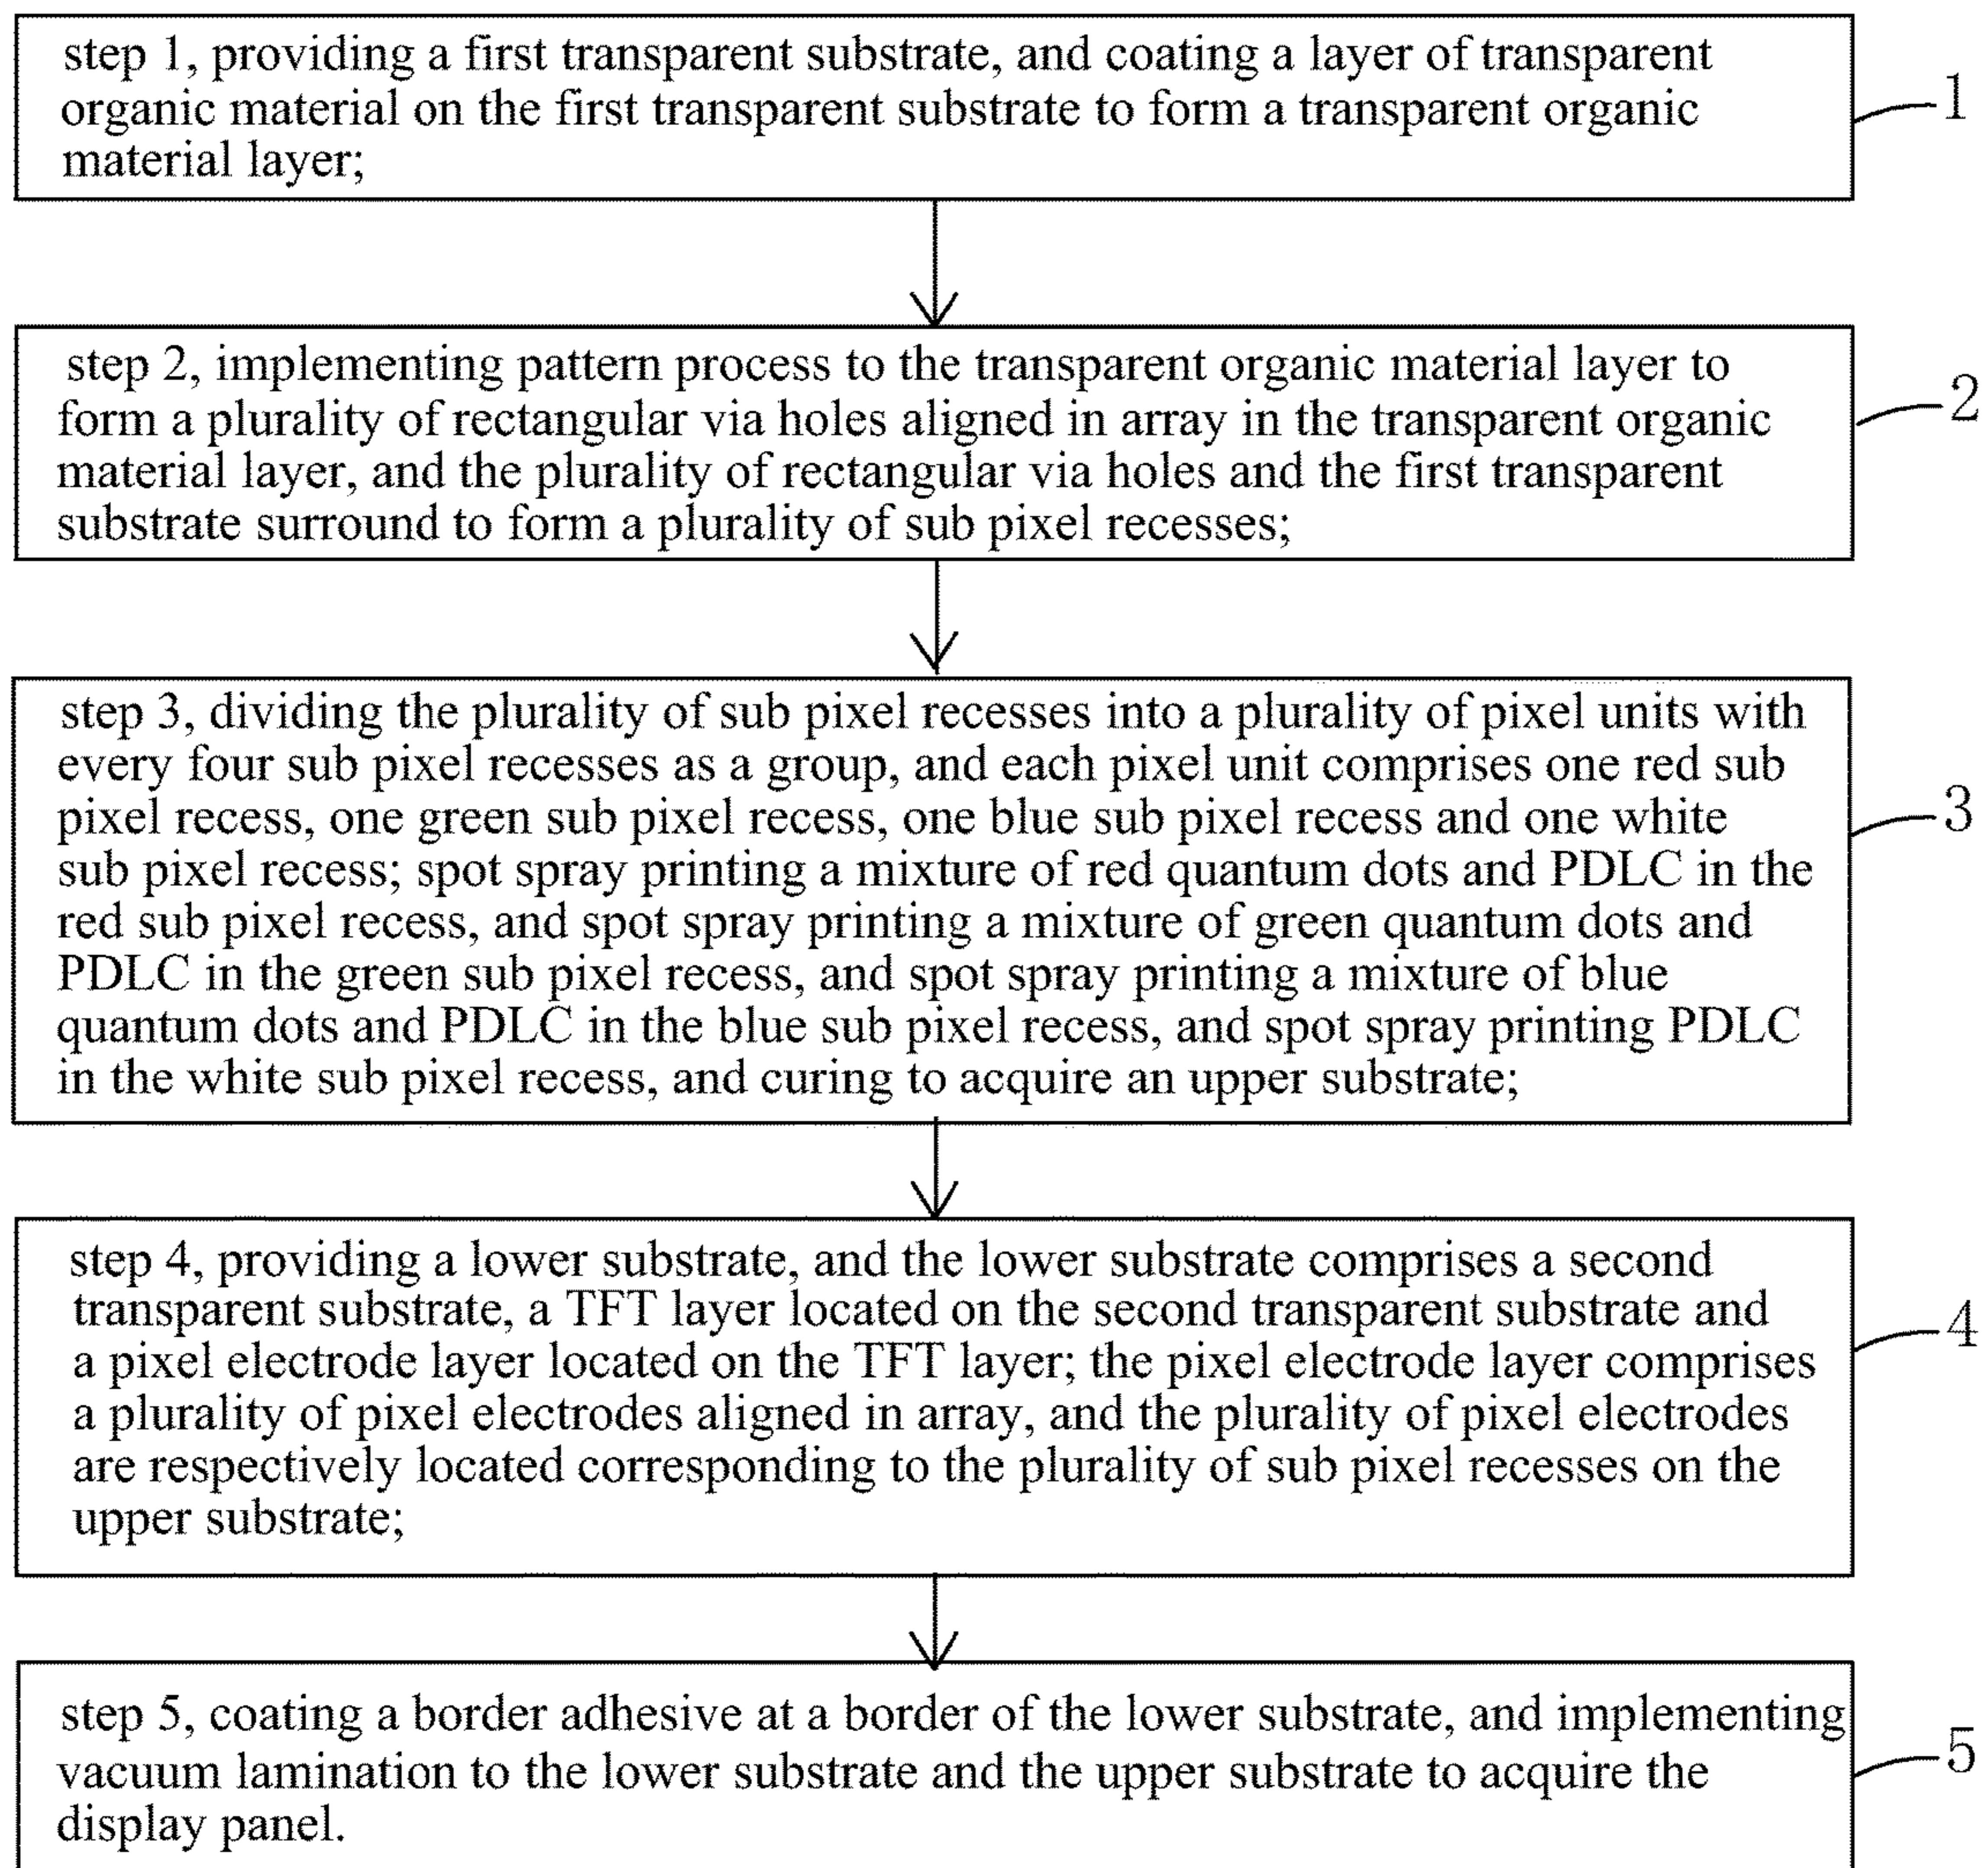 step 1, providing a first transparent substrate, and coating a layer of transparent
organic material on the first transparent substrate to form a transparent organic
material layer;
1
step 2, implementing pattern process to the transparent organic material layer to
form a plurality of rectangular via holes aligned in array in the transparent organic
material layer, and the plurality of rectangular via holes and the first transparent
substrate surround to form a plurality of sub pixel recesses;
2
step 3, dividing the plurality of sub pixel recesses into a plurality of pixel units with
every four sub pixel recesses as a group, and each pixel unit comprises one red sub
pixel recess, one green sub pixel recess, one blue sub pixel recess and one white
sub pixel recess; spot spray printing a mixture of red quantum dots and PDLC in the
red sub pixel recess, and spot spray printing a mixture of green quantum dots and
PDLC in the green sub pixel recess, and spot spray printing a mixture of blue
quantum dots and PDLC in the blue sub pixel recess, and spot spray printing PDLC
in the white sub pixel recess, and curing to acquire an upper substrate;
3
step 4, providing a lower substrate, and the lower substrate comprises a second
transparent substrate, a TFT layer located on the second transparent substrate and
a pixel electrode layer located on the TFT layer; the pixel electrode layer comprises
a plurality of pixel electrodes aligned in array, and the plurality of pixel electrodes
are respectively located corresponding to the plurality of sub pixel recesses on the
upper substrate;
4
step 5, coating a border adhesive at a border of the lower substrate, and implementing
vacuum lamination to the lower substrate and the upper substrate to acquire the
display panel.
5